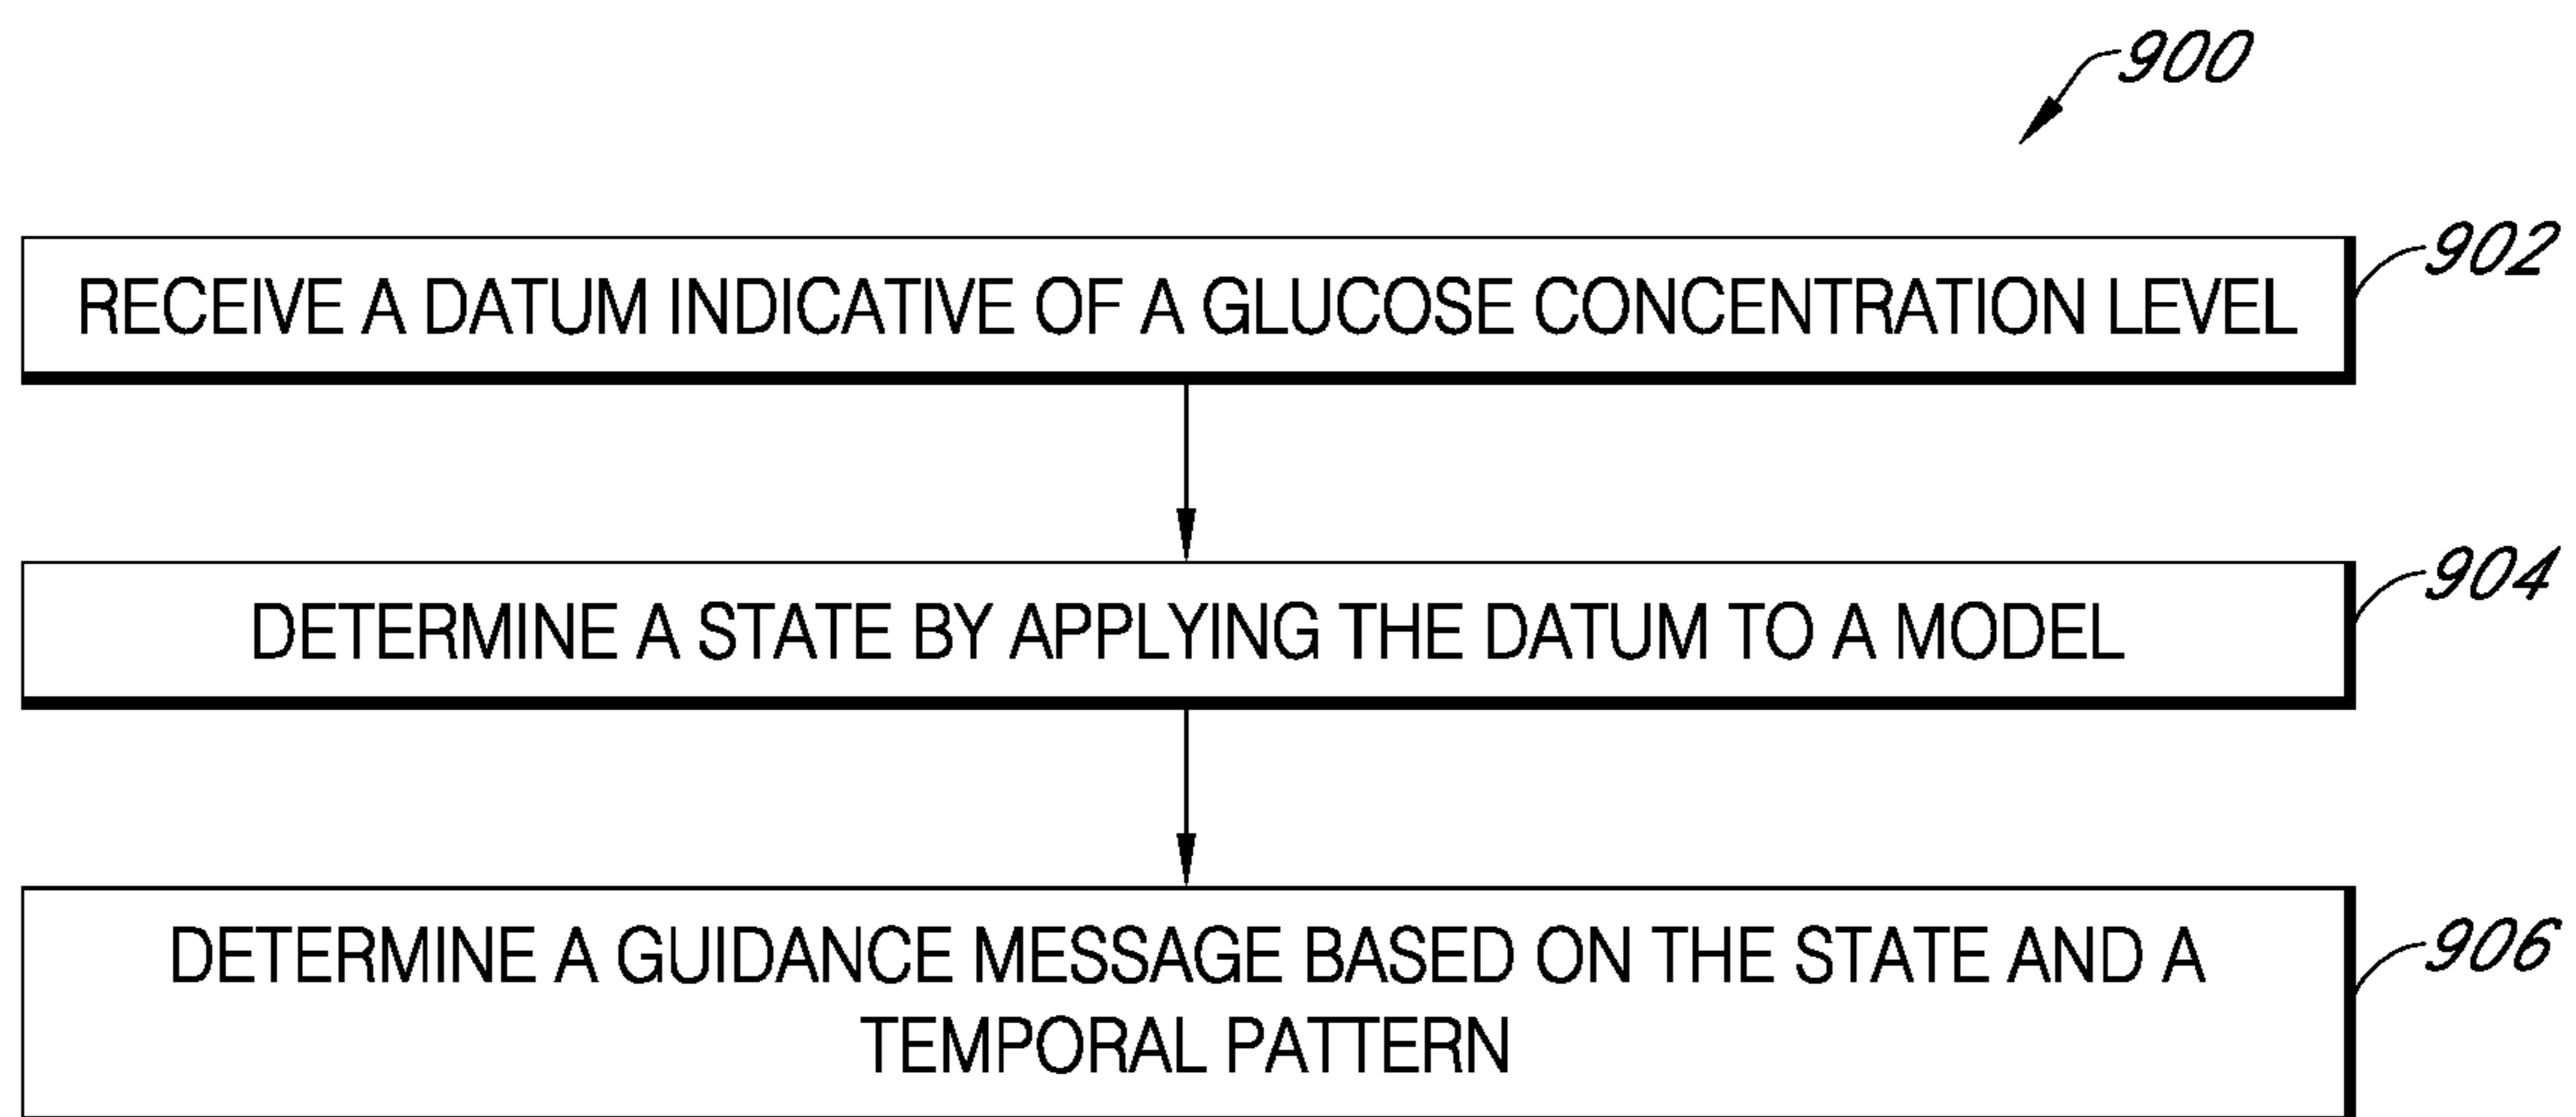 900
RECEIVE A DATUM INDICATIVE OF A GLUCOSE CONCENTRATION LEVEL
902
DETERMINE A STATE BY APPLYING THE DATUM TO A MODEL
904
DETERMINE A GUIDANCE MESSAGE BASED ON THE STATE AND A
TEMPORAL PATTERN
906